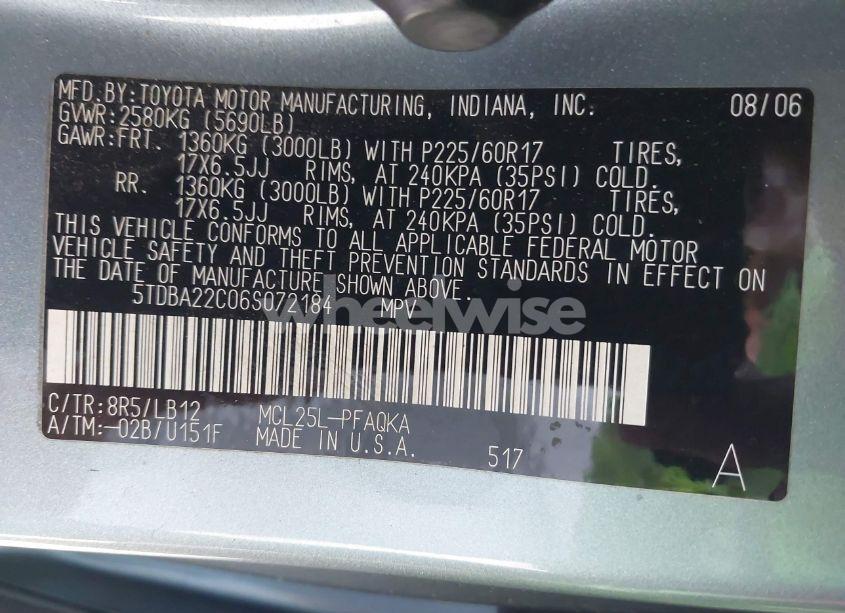 MFD.BY:TOYOTA MOTOR MANUFACTURING, INDIANA, INC. 08/06
GVWR:2580KG (5690LB)
GAWR:FRT. 1360KG (3000LB) WITH P225/60R17 TIRES,
17X6.5JJ RIMS, AT 240KPA (35PSI) COLD.
RR. 1360KG (3000LB) WITH P225/60R17 TIRES,
17X6.5JJ RIMS, AT 240KPA (35PSI) COLD.
THIS VEHICLE CONFORMS TO ALL APPLICABLE FEDERAL MOTOR
VEHICLE SAFETY AND THEFT PREVENTION STANDARDS IN EFFECT ON
THE DATE OF MANUFACTURE SHOWN ABOVE.
5TDBA22C06S072184 MPV
wheelwise
C/TR:8R5/LB12 MCL25L-PFAQKA
A/TM:-02B/U151F MADE IN U.S.A. 517
A